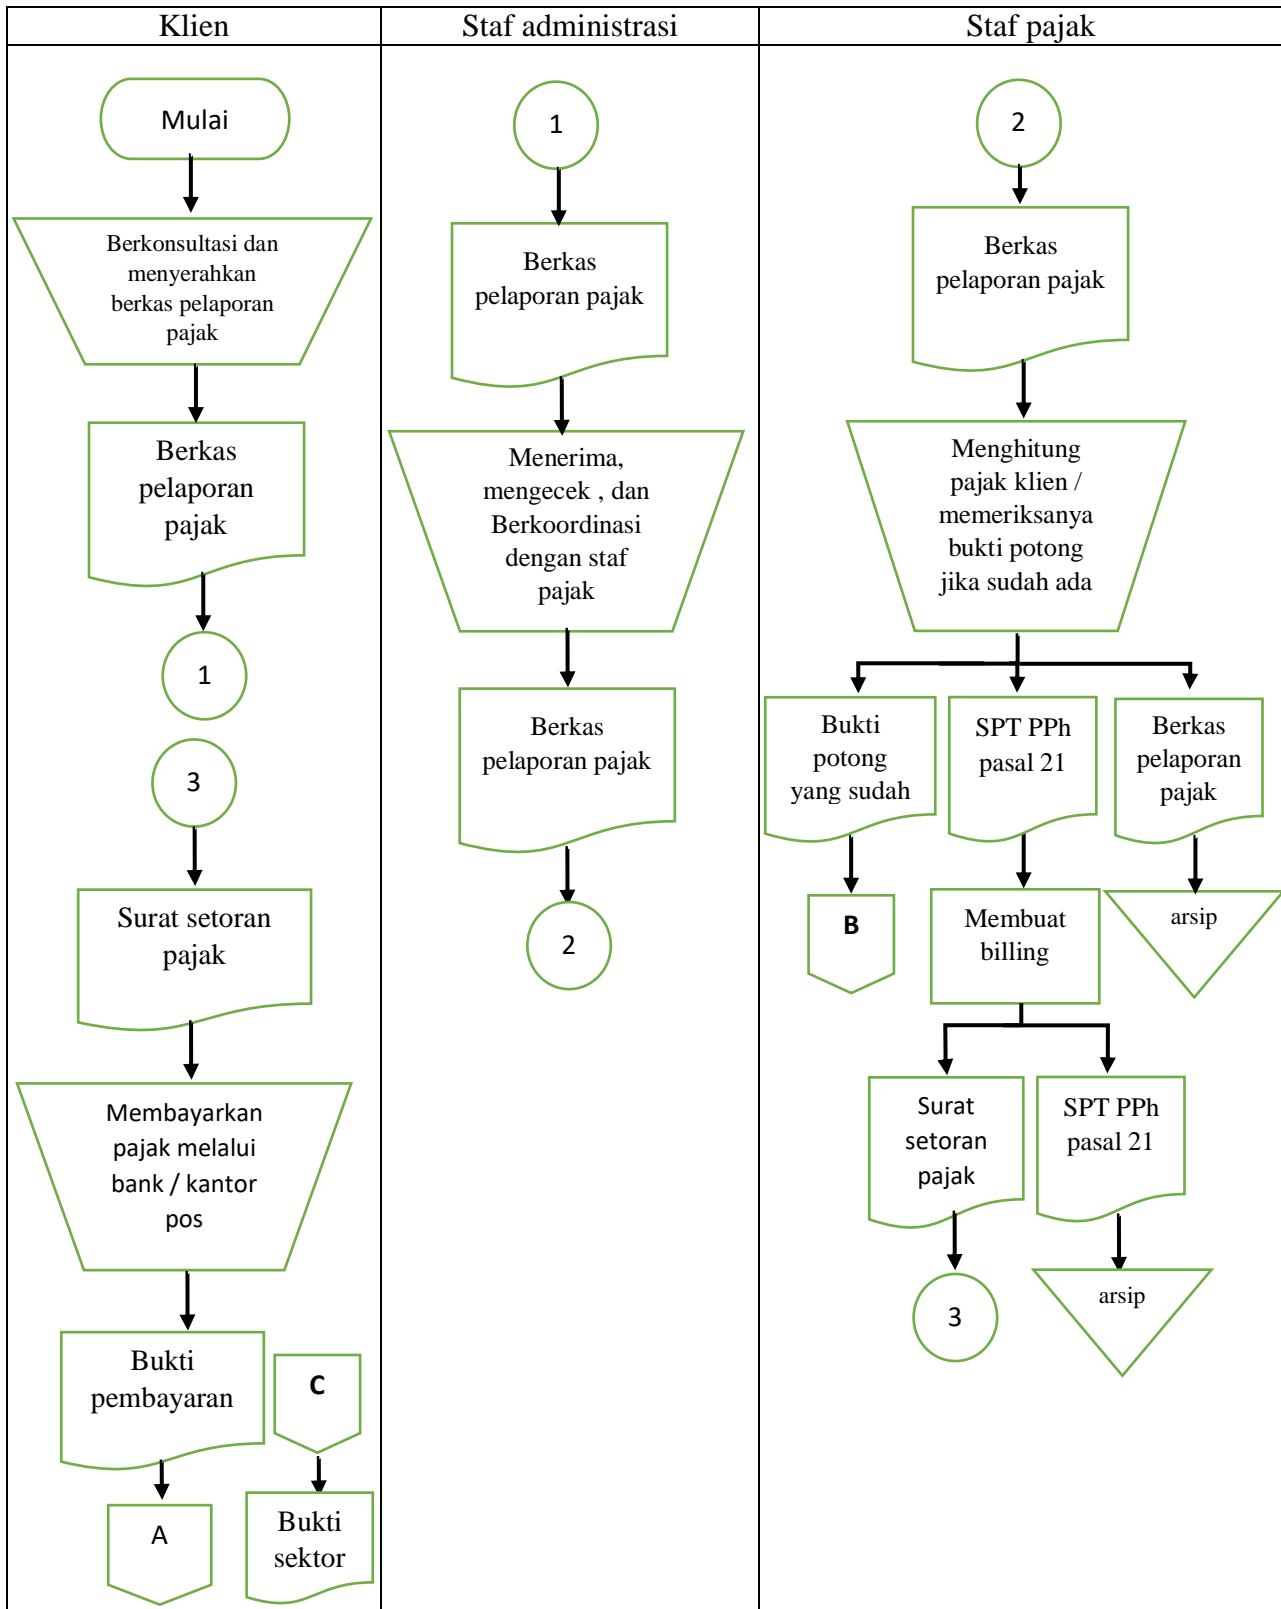 Klien
Staf administrasi
Staf pajak
Mulai
Berkonsultasi dan
menyerahkan
berkas pelaporan
pajak
Berkas
pelaporan
pajak
1
3
Surat setoran
pajak
Membayarkan
pajak melalui
bank / kantor
pos
Bukti
pembayaran
A
C
Bukti
sektor
1
Berkas
pelaporan pajak
Menerima,
mengecek , dan
Berkoordinasi
dengan staf
pajak
Berkas
pelaporan pajak
2
2
Berkas
pelaporan pajak
Menghitung
pajak klien /
memeriksanya
bukti potong
jika sudah ada
Bukti
potong
yang sudah
SPT PPh
pasal 21
Berkas
pelaporan
pajak
B
Membuat
billing
arsip
Surat
setoran
pajak
SPT PPh
pasal 21
3
arsip